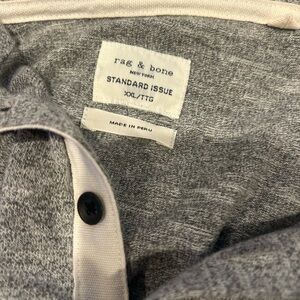 rag & bone
NEW YORK
STANDARD ISSUE
XXL/TTG
MADE IN PERU